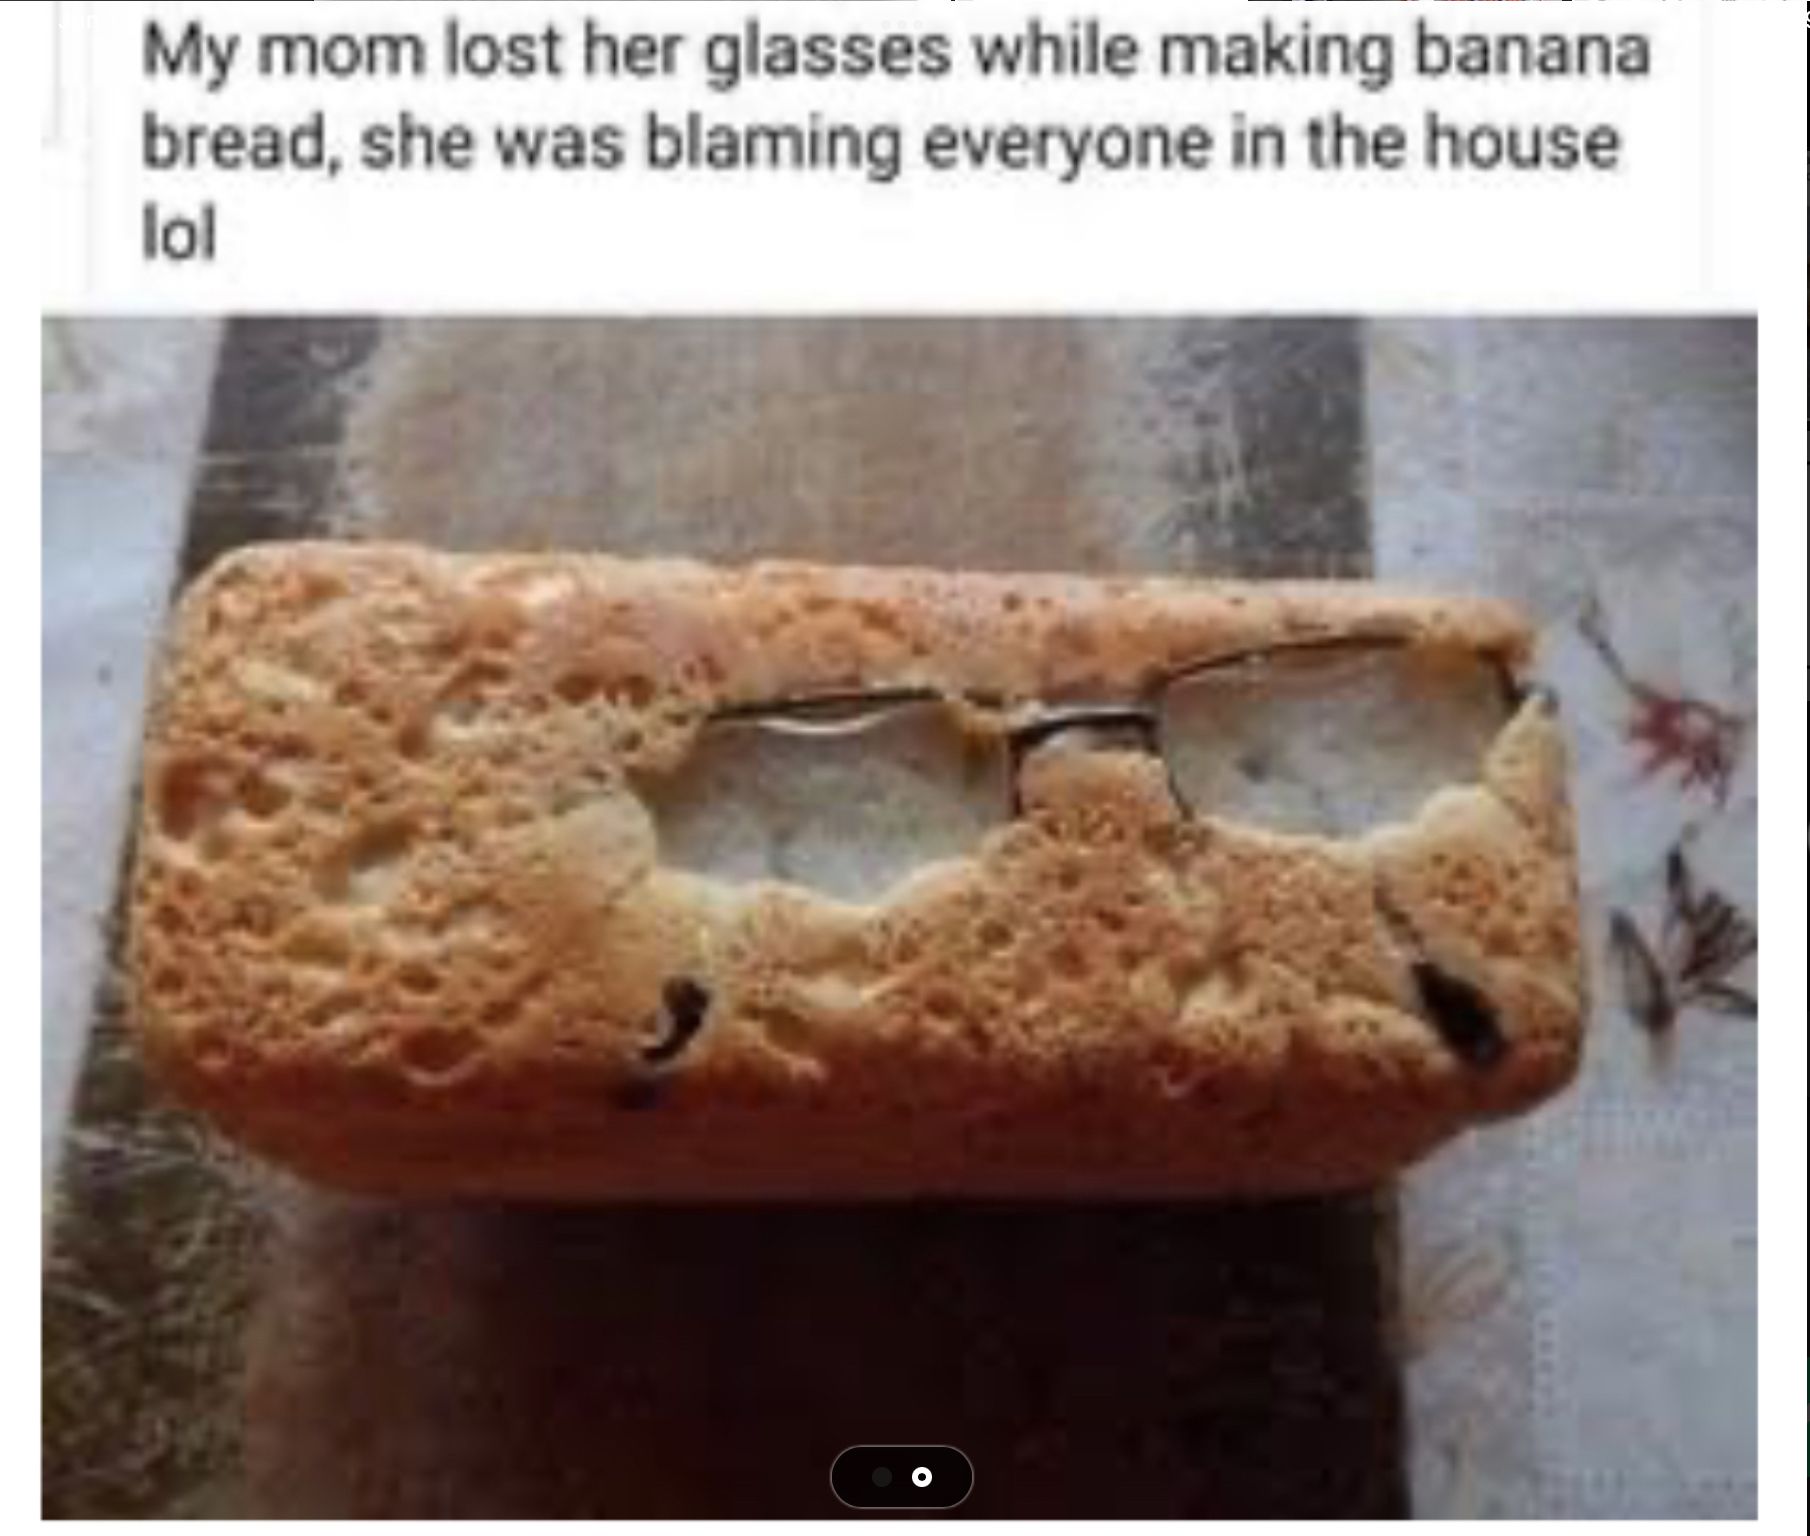 My mom lost her glasses while making banana
bread, she was blaming everyone in the house
lol